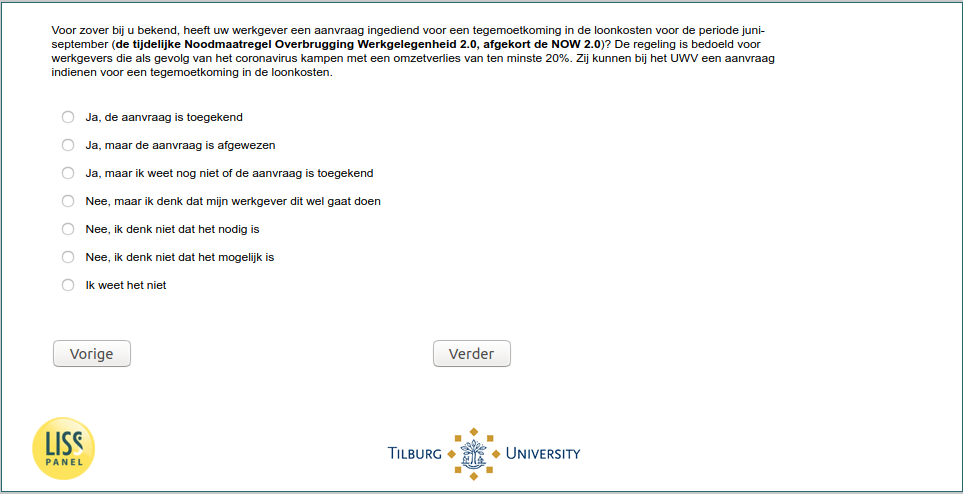 Voor zover bij u bekend, heeft uw werkgever een aanvraag ingediend voor een tegemoetkoming in de loonkosten voor de periode juni-
september (de tijdelijke Noodmaatregel Overbrugging Werkgelegenheid 2.0, afgekort de NOW 2.0)? De regeling is bedoeld voor
werkgevers die als gevolg van het coronavirus kampen met een omzetverlies van ten minste 20%. Zij kunnen bij het UWV een aanvraag
indienen voor een tegemoetkoming in de loonkosten.
Ja, de aanvraag is toegekend
Ja, maar de aanvraag is afgewezen
Ja, maar ik weet nog niet of de aanvraag is toegekend
Nee, maar ik denk dat mijn werkgever dit wel gaat doen
Nee, ik denk niet dat het nodig is
Nee, ik denk niet dat het mogelijk is
Ik weet het niet
Vorige
Verder
LISS
PANEL
TILBURG UNIVERSITY